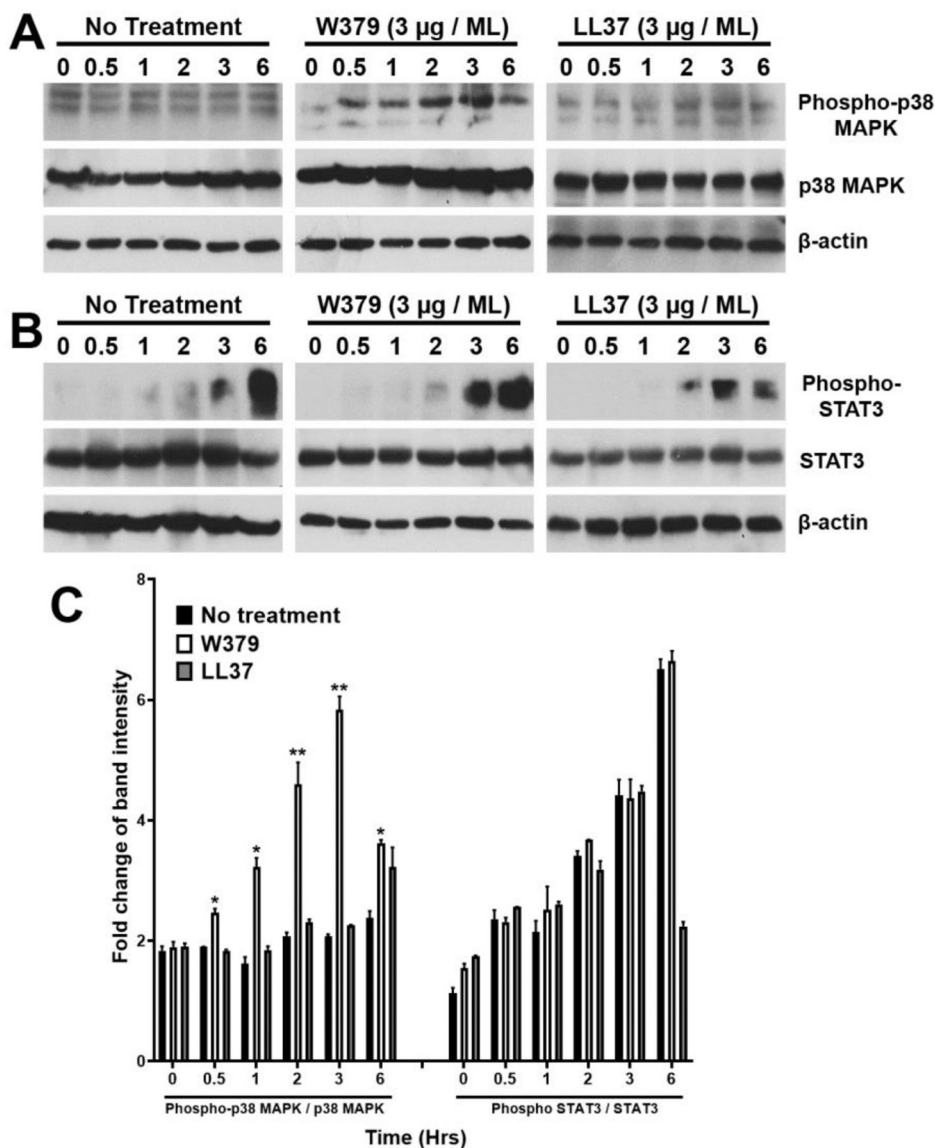 A
No Treatment
W379 (3 µg / ML)
LL37 (3 µg / ML)
0 0.5 1 2 3 6
0 0.5 1 2 3 6
0 0.5 1 2 3 6
Phospho-p38
MAPK
p38 MAPK
β-actin
B
No Treatment
W379 (3 µg / ML)
LL37 (3 µg / ML)
0 0.5 1 2 3 6
0 0.5 1 2 3 6
0 0.5 1 2 3 6
Phospho-
STAT3
STAT3
β-actin
C
No treatment
W379
LL37
Fold change of band intensity
8
6
4
2
0
*
*
**
**
*
0 0.5 1 2 3 6
0 0.5 1 2 3 6
Phospho-p38 MAPK / p38 MAPK
Phospho STAT3 / STAT3
Time (Hrs)